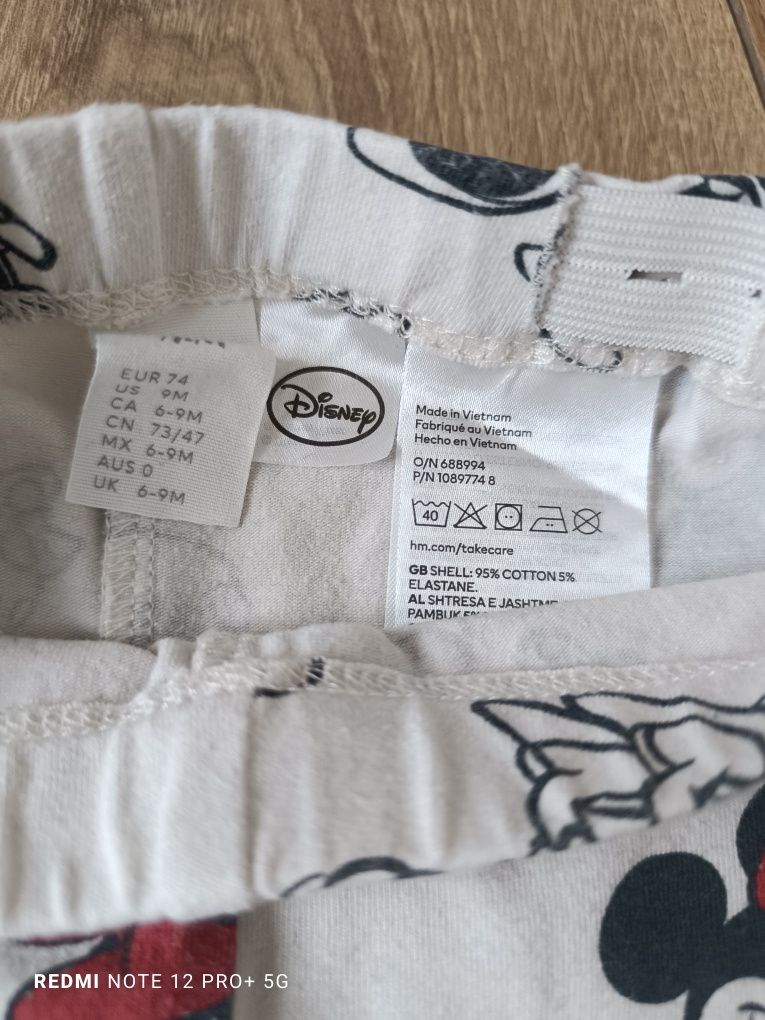 EUR 74
US 9M
CA 6-9M
CN 73/47
MX 6-9M
AUS 0
UK 6-9M
DISNEY
Made in Vietnam
Fabriqué au Vietnam
Hecho en Vietnam
O/N 688994
P/N 1089774 8
40
hm.com/takecare
GB SHELL: 95% COTTON 5%
ELASTANE.
AL SHTRESA E
PAMBUK
REDMI NOTE 12 PRO+ 5G